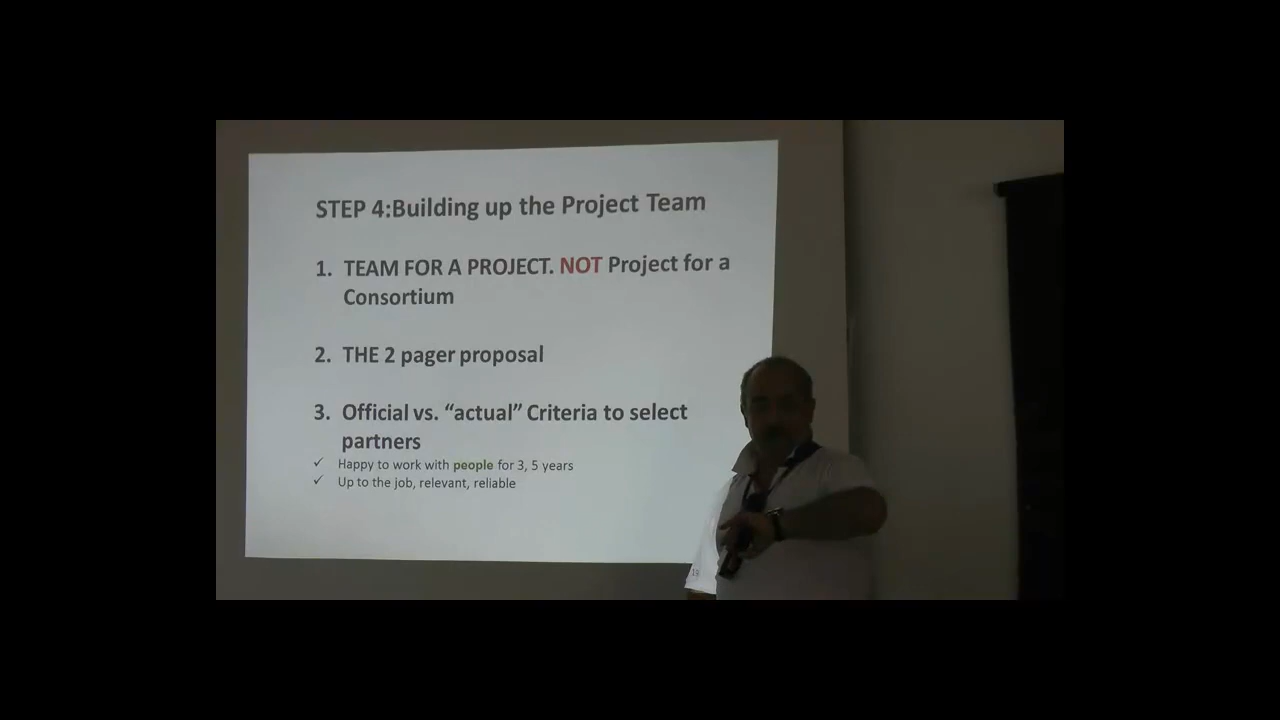 STEP 4:Building up the Project Team
1. TEAM FOR A PROJECT. NOT Project for a
Consortium
2. THE 2 pager proposal
3. Official vs. “actual” Criteria to select
partners
✓ Happy to work with people for 3, 5 years
✓ Up to the job, relevant, reliable